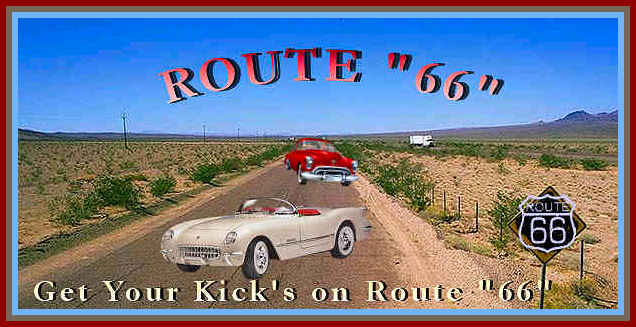 ROUTE "66"
ROUTE
66
Get Your Kick's on Route "66"